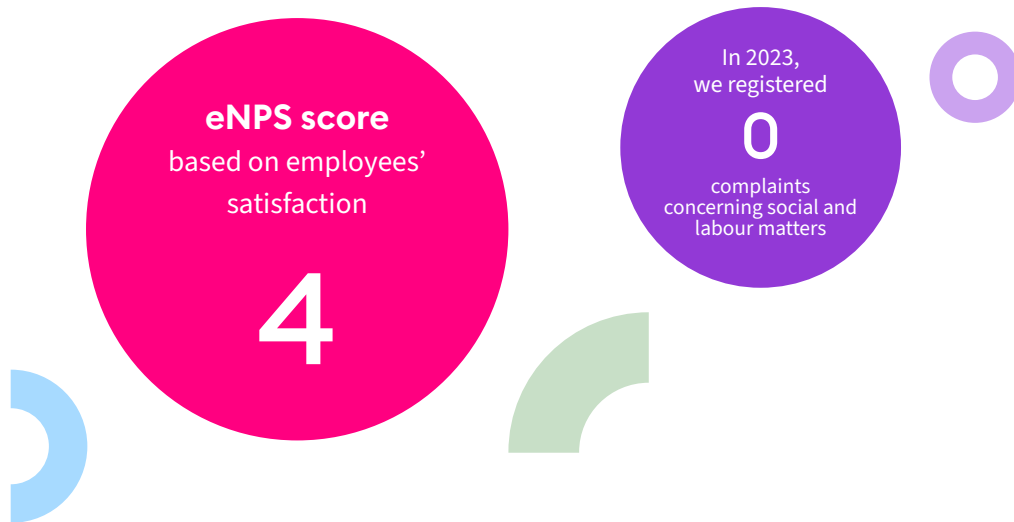 eNPS score
based on employees’
satisfaction
4
In 2023,
we registered
0
complaints
concerning social and
labour matters